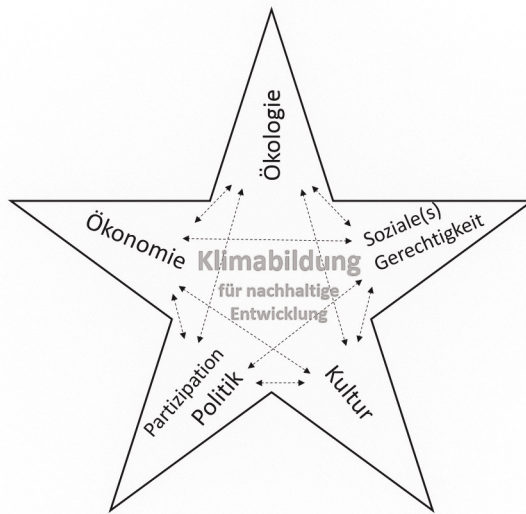 Ökologie
Ökonomie
Soziale(s)
Gerechtigkeit
Klimabildung
für nachhaltige
Entwicklung
Partizipation
Politik
Kultur